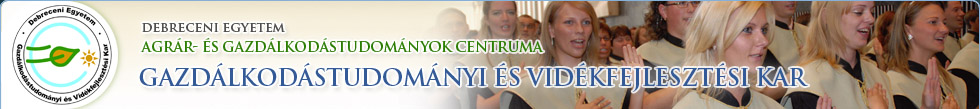 Debreceni Egyetem
Gazdálkodástudományi és Vidékfejlesztési Kar
DEBRECENI EGYETEM
AGRÁR- ÉS GAZDÁLKODÁSTUDOMÁNYOK CENTRUMA
GAZDÁLKODÁSTUDOMÁNYI ÉS VIDÉKFEJLESZTÉSI KAR